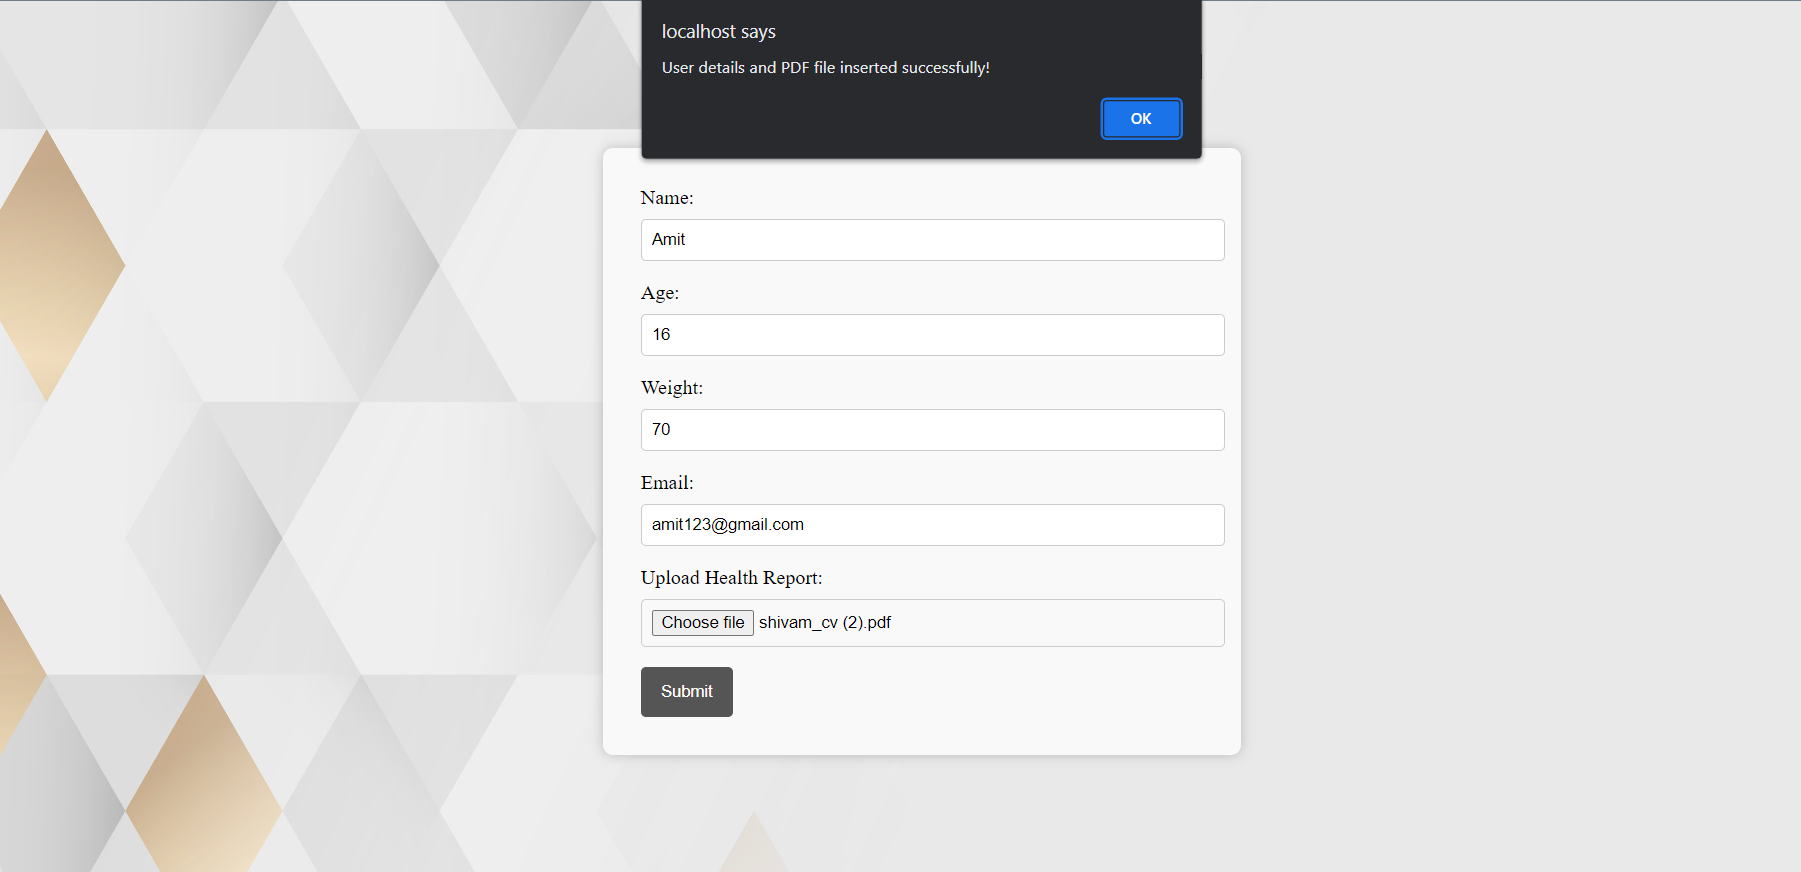 localhost says
User details and PDF file inserted successfully!
OK
Name:
Amit
Age:
16
Weight:
70
Email:
amit123@gmail.com
Upload Health Report:
Choose file shivam_cv (2).pdf
Submit